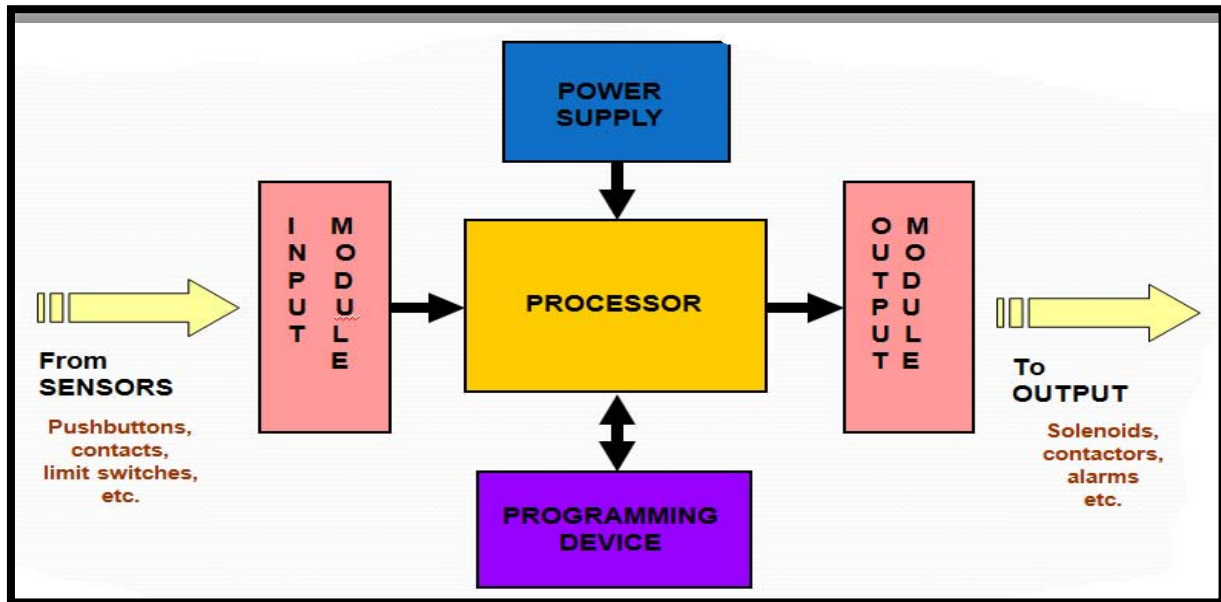 POWER
SUPPLY
INPUT
MODULE
PROCESSOR
OUTPUT
MODULE
From
SENSORS
Pushbuttons,
contacts,
limit switches,
etc.
To
OUTPUT
Solenoids,
contactors,
alarms
etc.
PROGRAMMING
DEVICE